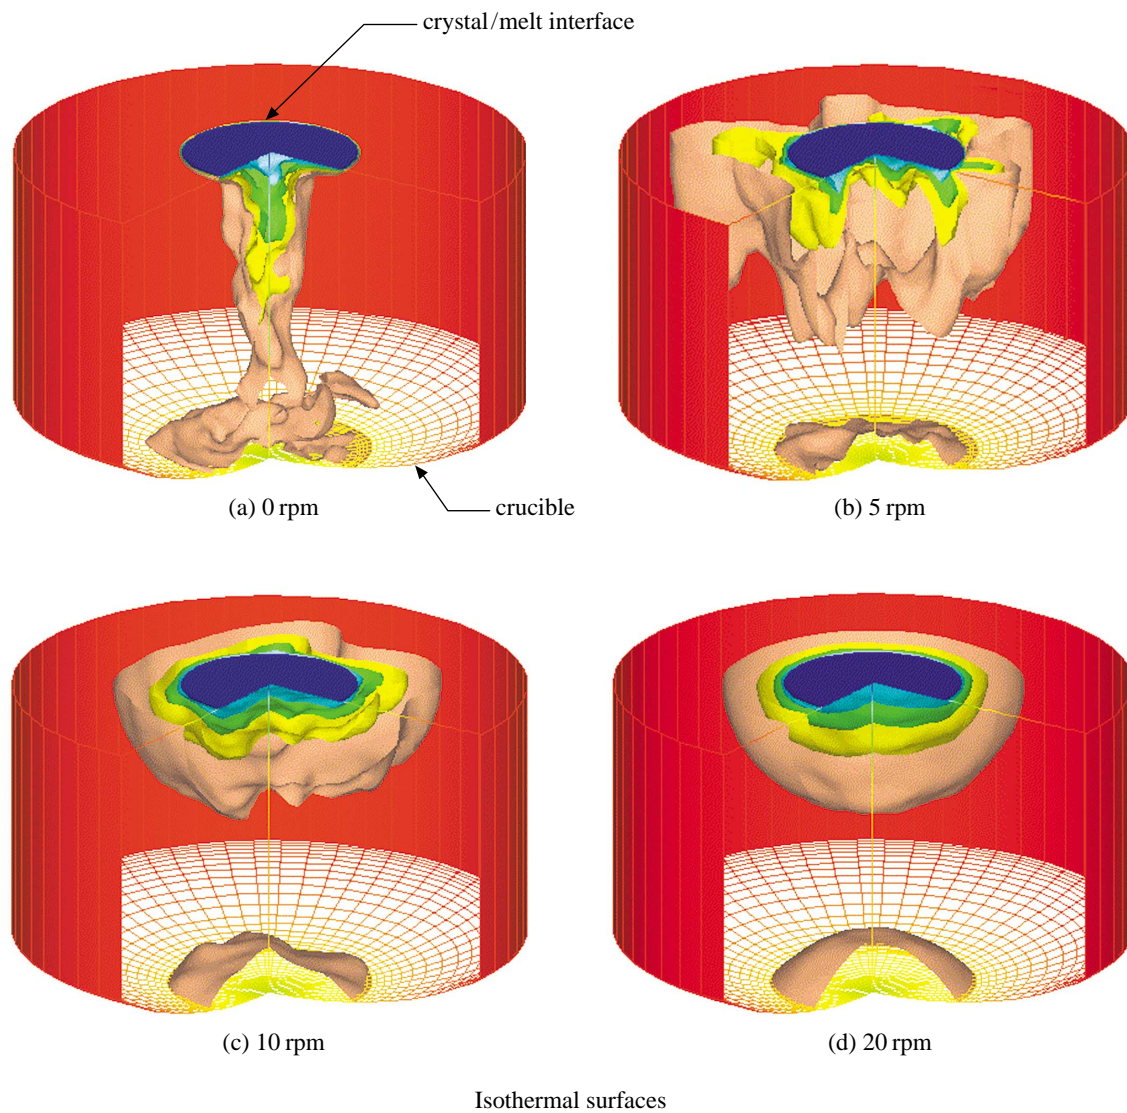 crystal/melt interface
(a) 0 rpm
crucible
(b) 5 rpm
(c) 10 rpm
(d) 20 rpm
Isothermal surfaces